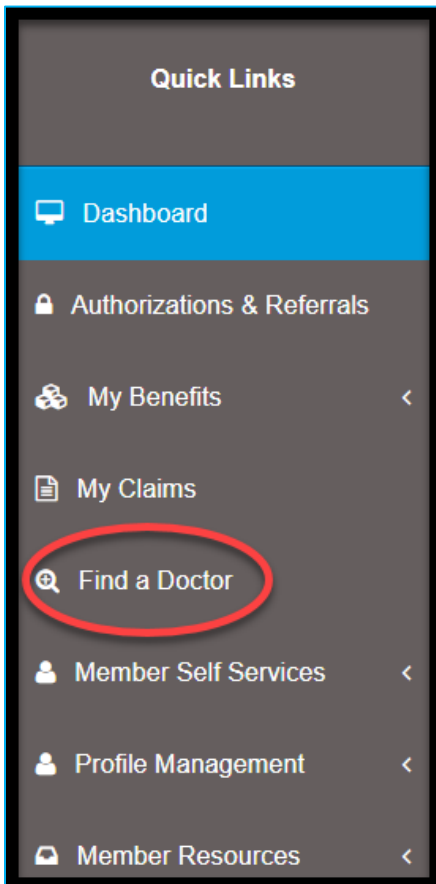 Quick Links
Dashboard
Authorizations & Referrals
My Benefits
My Claims
Find a Doctor
Member Self Services
Profile Management
Member Resources